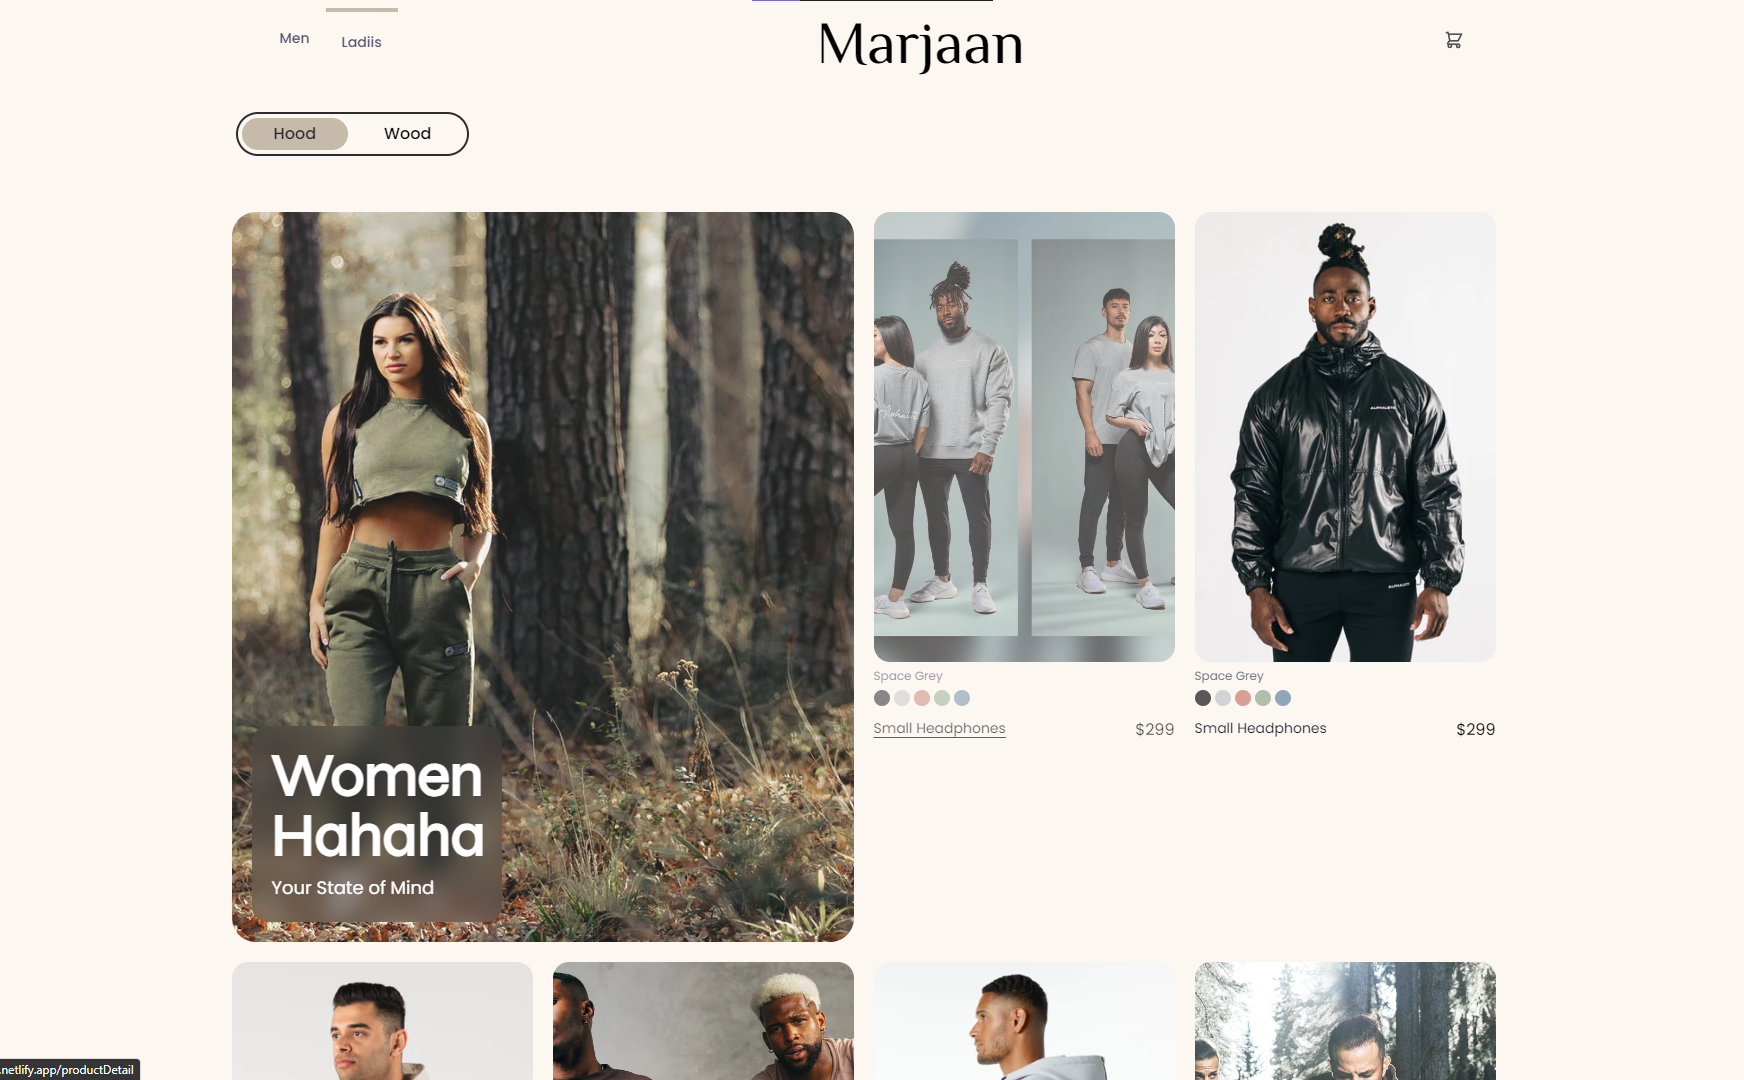 Men
Ladiis
Marjaan
Hood
Wood
Women
Hahaha
Your State of Mind
ALPHALETE
Space Grey
Small Headphones
$299
Space Grey
Small Headphones
$299
.netlify.app/productDetail